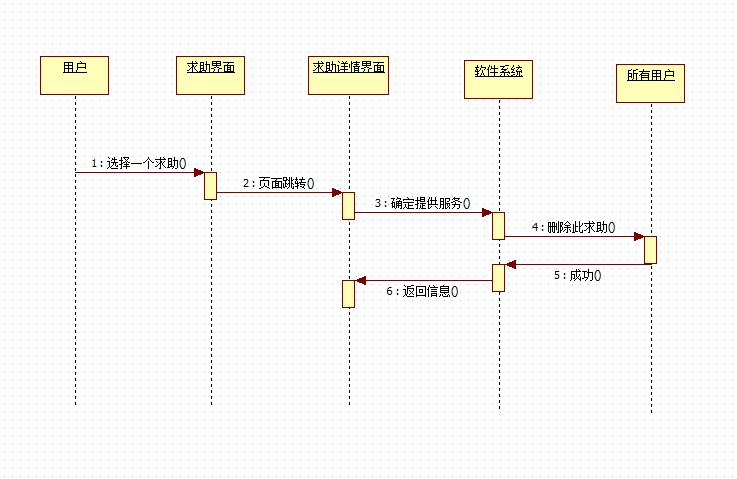 用户
求助界面
求助详情界面
软件系统
所有用户
1 : 选择一个求助()
2 : 页面跳转()
3 : 确定提供服务()
4 : 删除此求助()
5 : 成功()
6 : 返回信息()